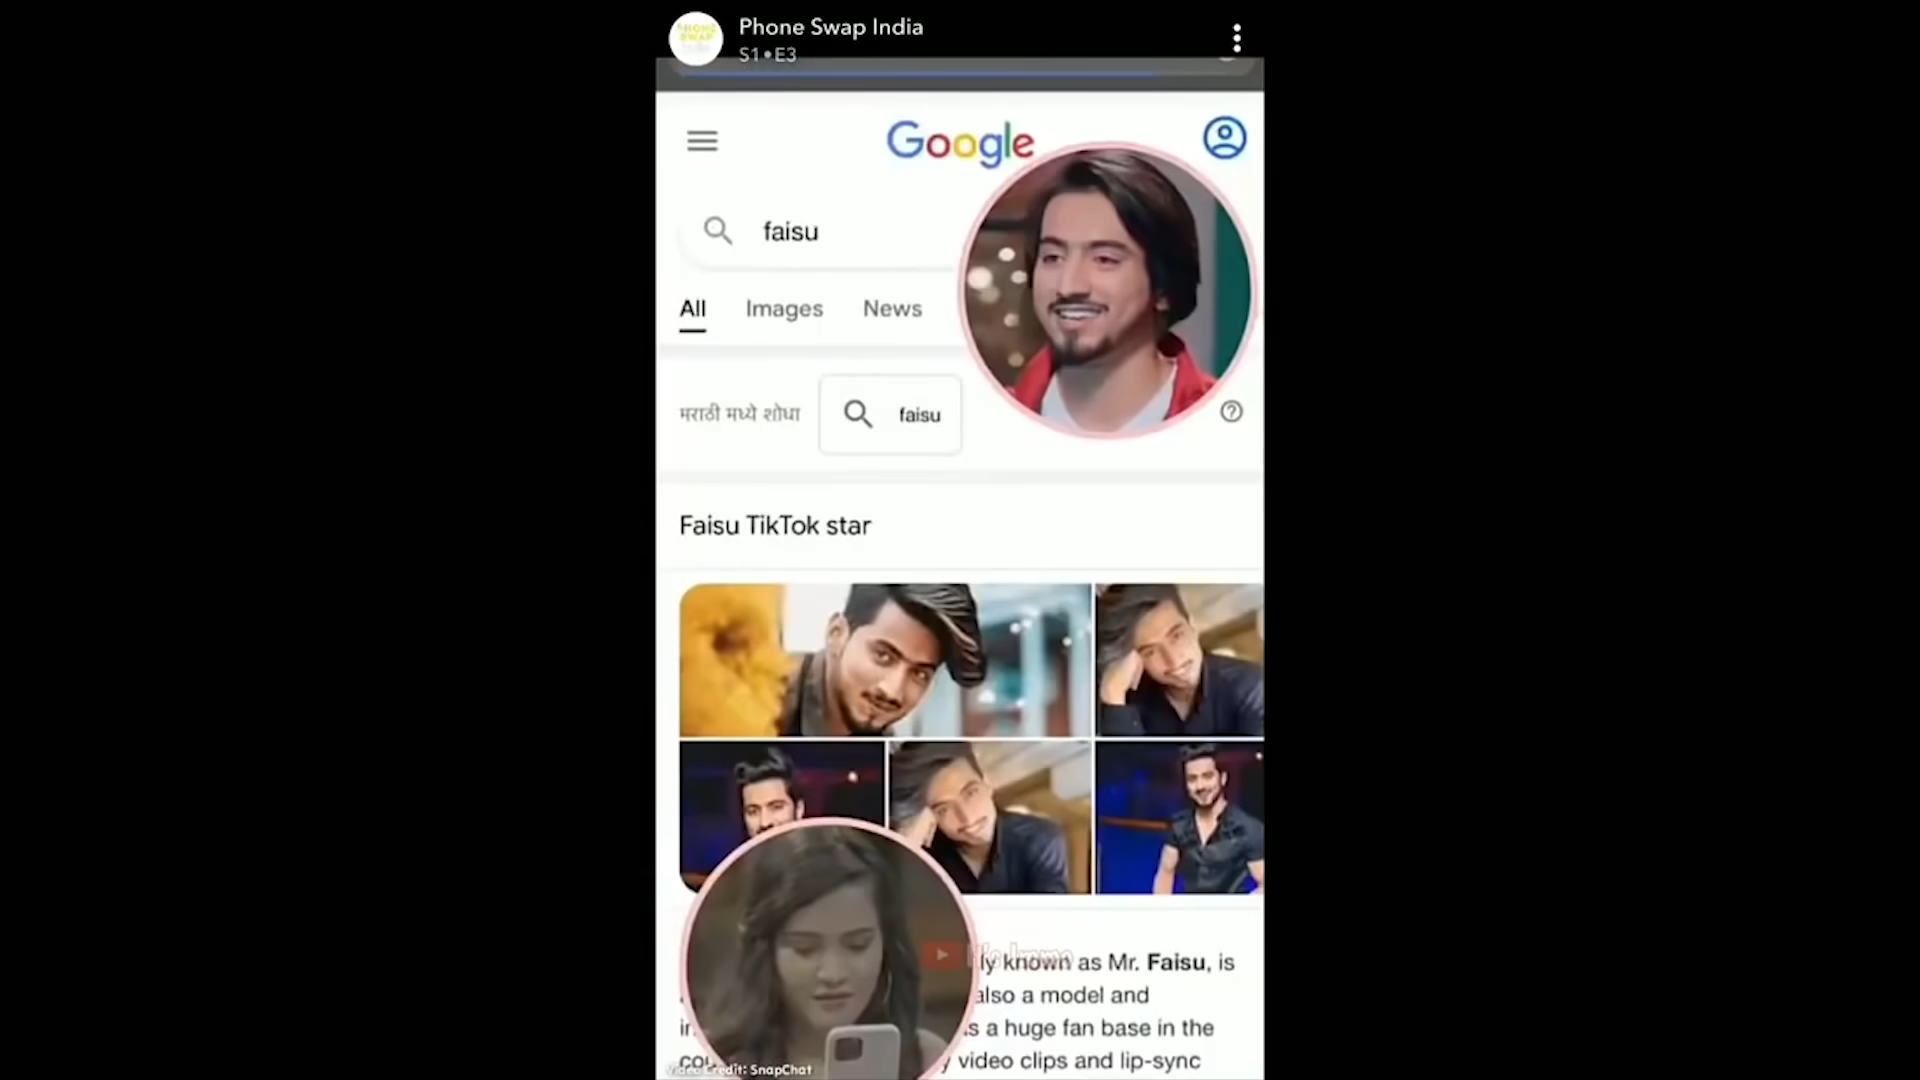 Phone Swap India
S1•E3
Google
faisu
All Images News
मराठी मध्ये शोधा faisu
Faisu TikTok star
ly known as Mr. Faisu, is
also a model and
s a huge fan base in the
video clips and lip-sync
Video Credit: SnapChat